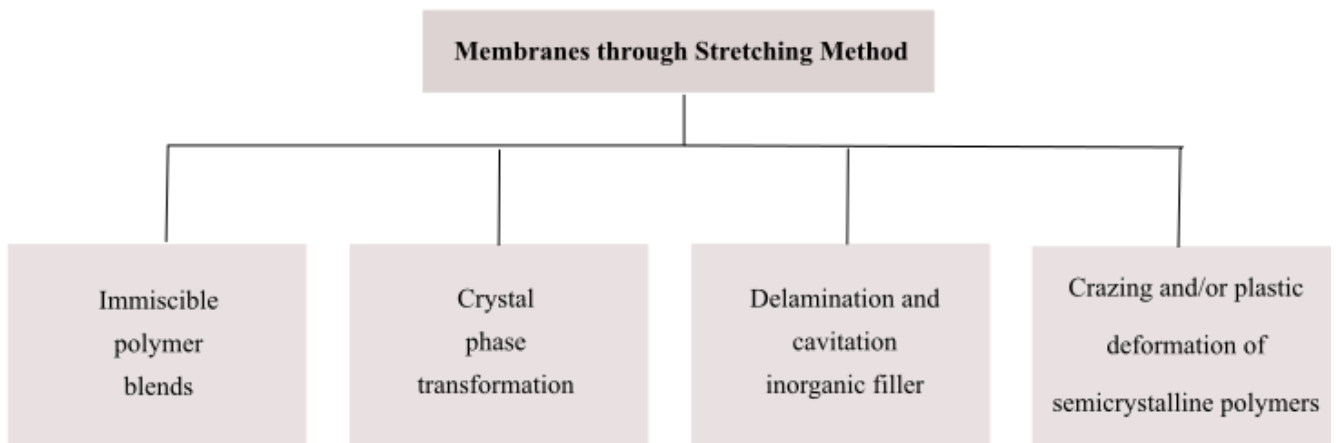 Membranes through Stretching Method
Immiscible
polymer
blends
Crystal
phase
transformation
Delamination and
cavitation
inorganic filler
Crazing and/or plastic
deformation of
semicrystalline polymers